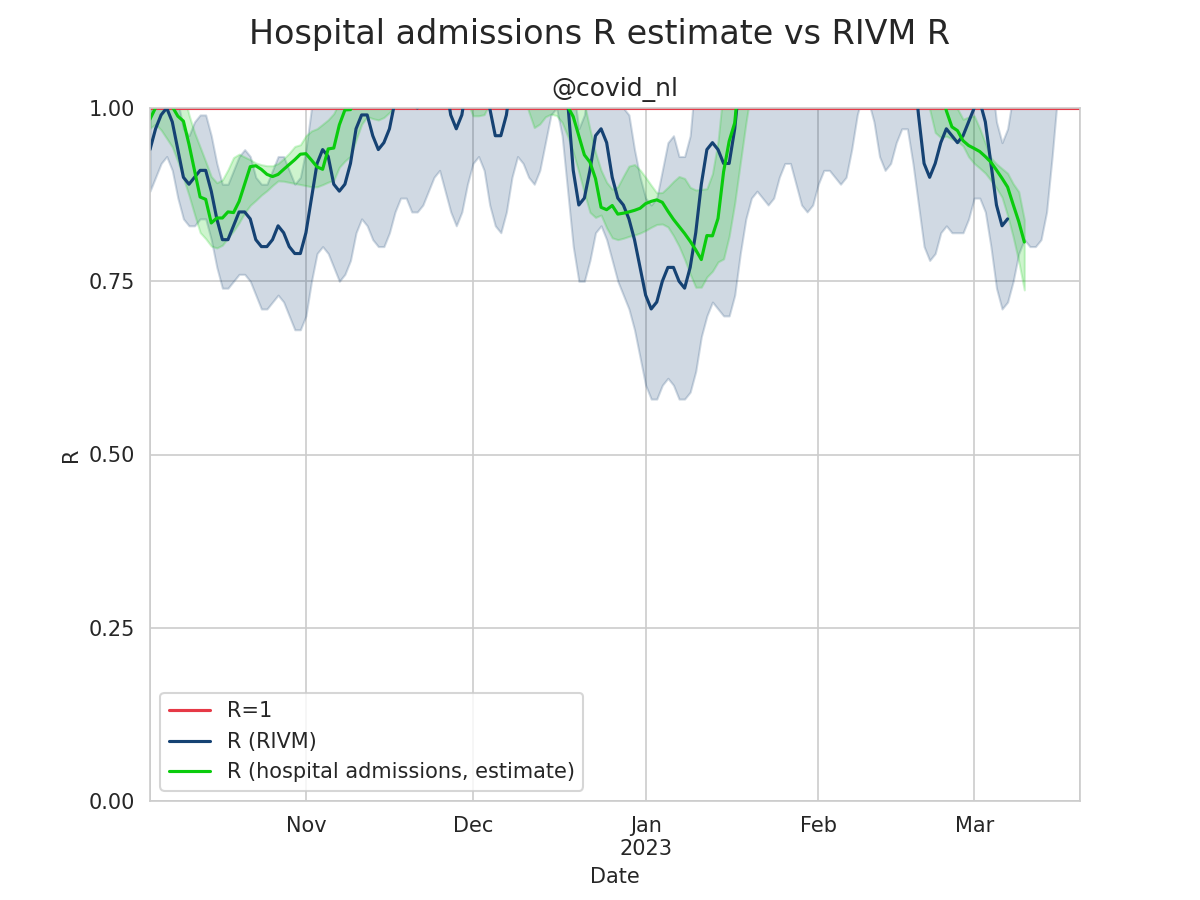 Hospital admissions R estimate vs RIVM R
@covid_nl
1.00
0.75
0.50
0.25
0.00
R
R=1
R (RIVM)
R (hospital admissions, estimate)
Nov
Dec
Jan
2023
Feb
Mar
Date